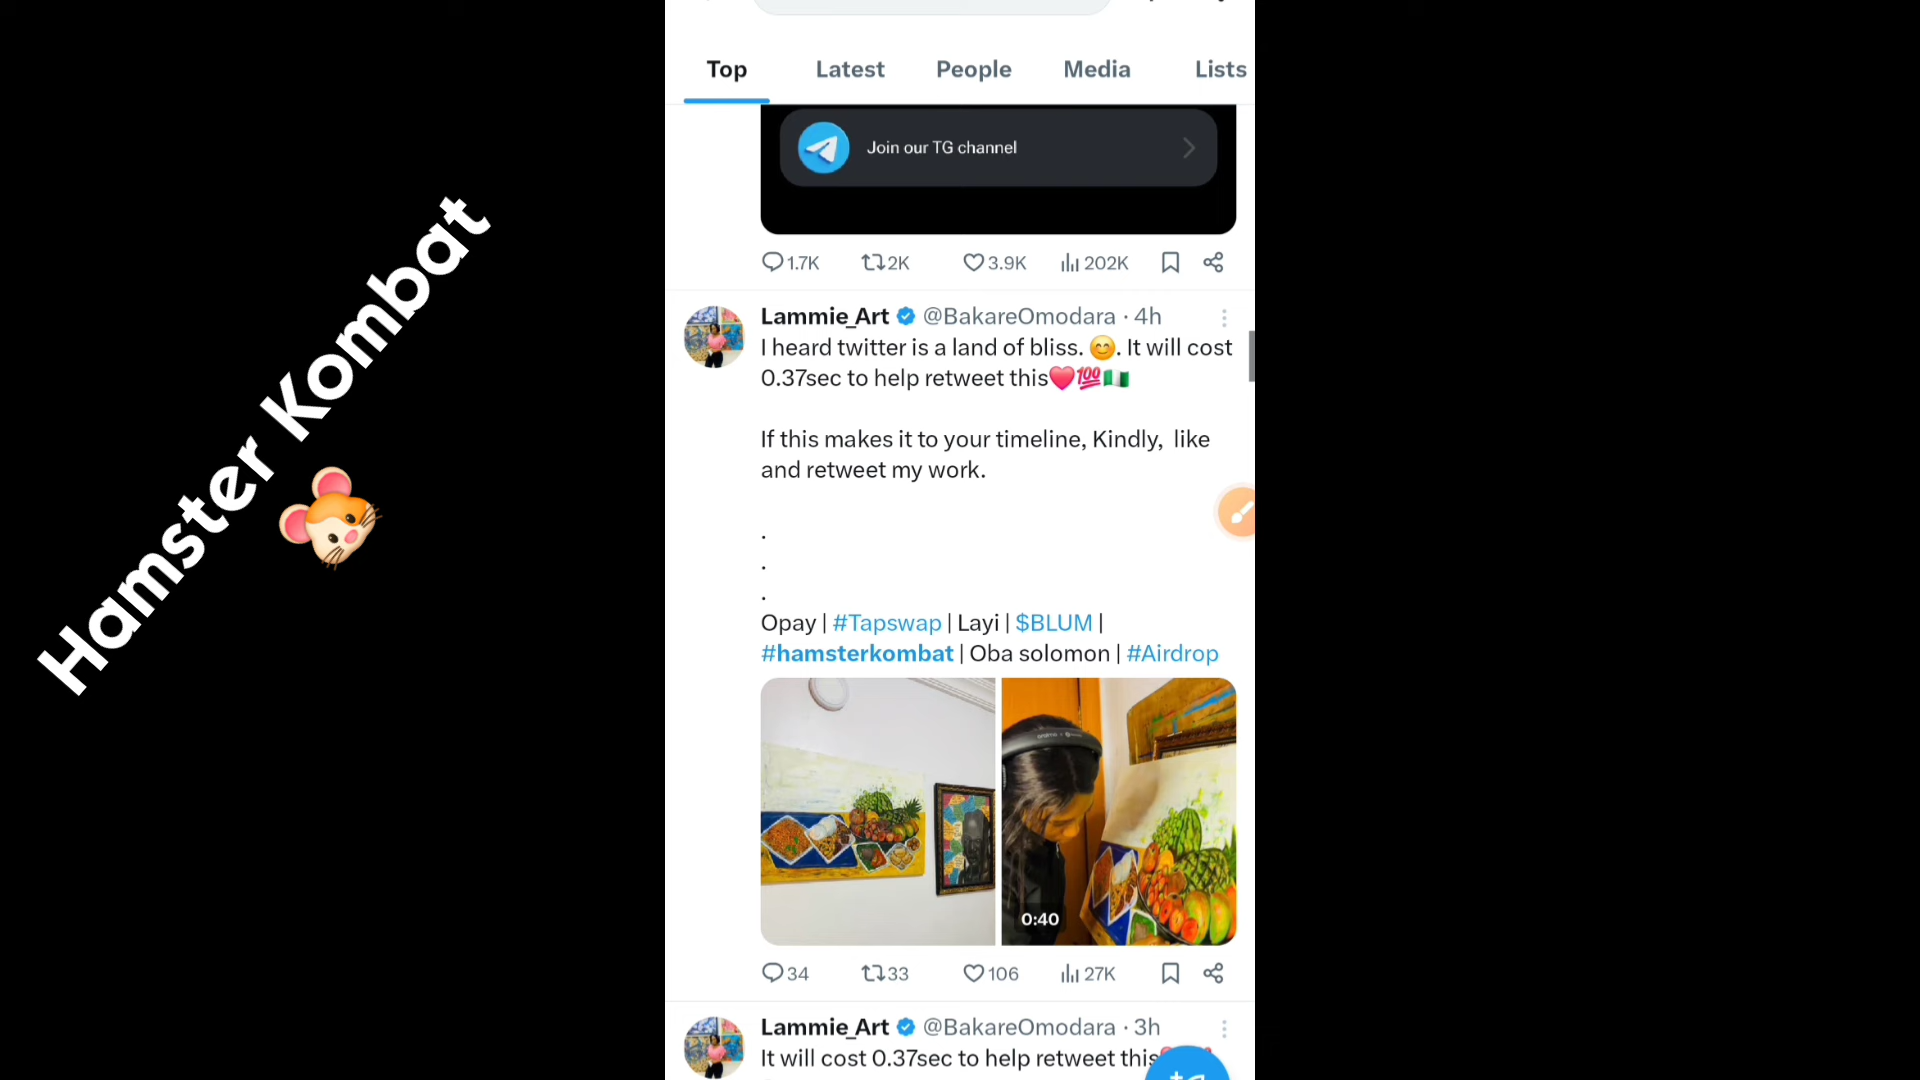 Hamster Kombat
Top Latest People Media Lists
Join our TG channel
1.7K 2K 3.9K 202K
Lammie_Art @BakareOmodara · 4h
I heard twitter is a land of bliss. 😊. It will cost
0.37sec to help retweet this❤️💯🇳🇬
If this makes it to your timeline, Kindly, like
and retweet my work.
.
.
.
Opay | #Tapswap | Layi | $BLUM |
#hamsterkombat | Oba solomon | #Airdrop
0:40
34 33 106 27K
Lammie_Art @BakareOmodara · 3h
It will cost 0.37sec to help retweet this